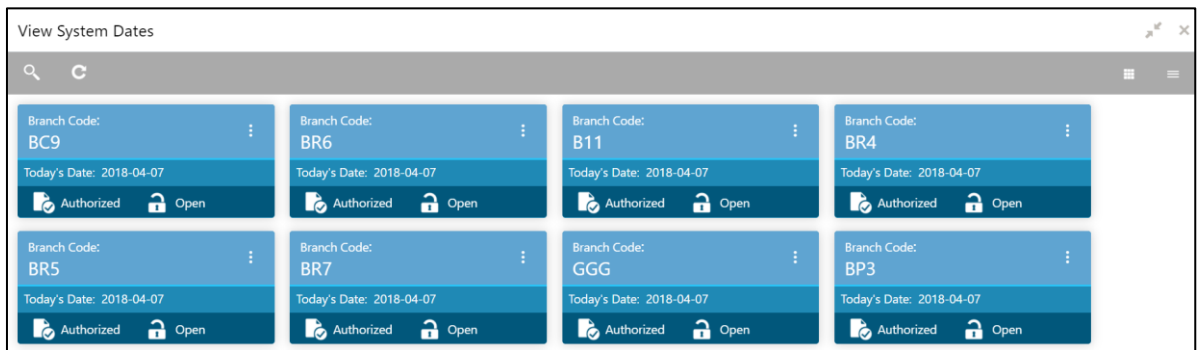 View System Dates
Branch Code: Branch Code: Branch Code: Branch Code:
BC9 BR6 B11 BR4
Today's Date: 2018-04-07 Today's Date: 2018-04-07 Today's Date: 2018-04-07 Today's Date: 2018-04-07
Authorized Open Authorized Open Authorized Open Authorized Open
Branch Code: Branch Code: Branch Code: Branch Code:
BR5 BR7 GGG BP3
Today's Date: 2018-04-07 Today's Date: 2018-04-07 Today's Date: 2018-04-07 Today's Date: 2018-04-07
Authorized Open Authorized Open Authorized Open Authorized Open